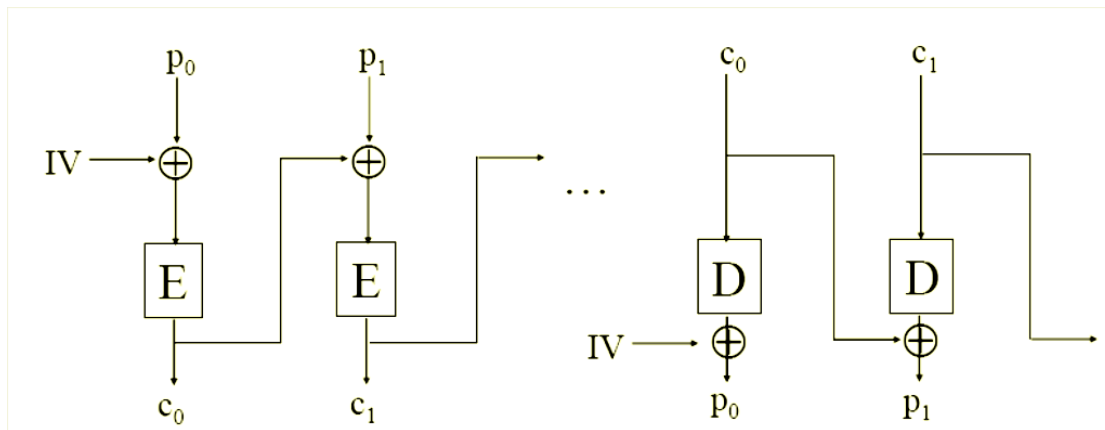 p₀ p₁ c₀ c₁
IV
...
E E D D
IV
c₀ c₁ p₀ p₁